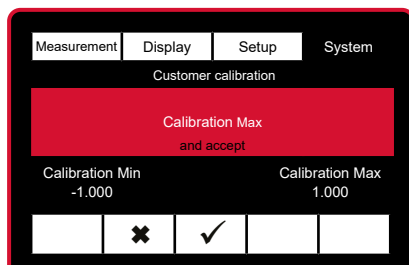 Measurement Display Setup System
Customer calibration
Calibration Max
and accept
Calibration Min Calibration Max
-1.000 1.000